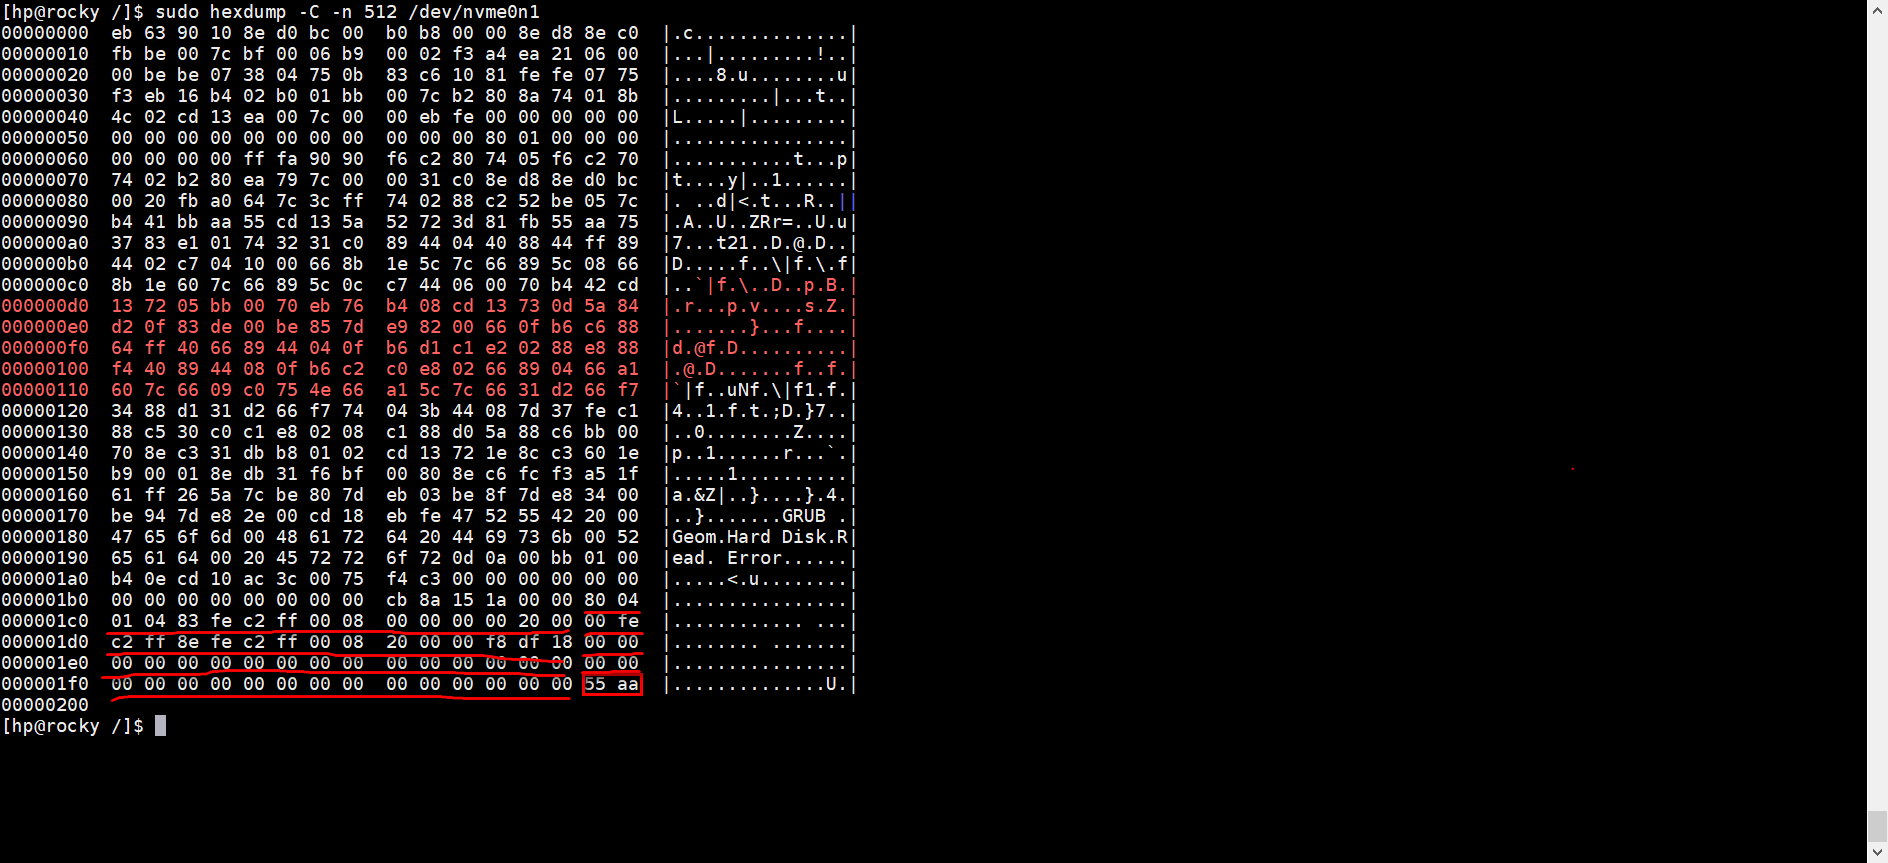 [hp@rocky /]$ sudo hexdump -C -n 512 /dev/nvme0n1
00000000  eb 63 90 10 8e d0 bc 00  b0 b8 00 00 8e d8 8e c0  |.c..............|
00000010  fb be 00 7c bf 00 06 b9  00 02 f3 a4 ea 21 06 00  |...|.........!..|
00000020  00 be be 07 38 04 75 0b  83 c6 10 81 fe fe 07 75  |....8.u........u|
00000030  f3 eb 16 b4 02 b0 01 bb  00 7c b2 80 8a 74 01 8b  |.........|...t..|
00000040  4c 02 cd 13 ea 00 7c 00  00 eb fe 00 00 00 00 00  |L.....|.........|
00000050  00 00 00 00 00 00 00 00  00 00 00 80 01 00 00 00  |................|
00000060  00 00 00 00 ff fa 90 90  f6 c2 80 74 05 f6 c2 70  |...........t...p|
00000070  74 02 b2 80 ea 79 7c 00  00 31 c0 8e d8 8e d0 bc  |t....y|..1......|
00000080  00 20 fb a0 64 7c 3c ff  74 02 88 c2 52 be 05 7c  |. ..d|<.t...R..||
00000090  b4 41 bb aa 55 cd 13 5a  52 72 3d 81 fb 55 aa 75  |.A..U..ZRr=..U.u|
000000a0  37 83 e1 01 74 32 31 c0  89 44 04 40 88 44 ff 89  |7...t21..D.@.D..|
000000b0  44 02 c7 04 10 00 66 8b  1e 5c 7c 66 89 5c 08 66  |D.....f..\|f.\.f|
000000c0  8b 1e 60 7c 66 89 5c 0c  c7 44 06 00 70 b4 42 cd  |..`|f.\..D..p.B.|
000000d0  13 72 05 bb 00 70 eb 76  b4 08 cd 13 73 0d 5a 84  |.r...p.v....s.Z.|
000000e0  d2 0f 83 de 00 be 85 7d  e9 82 00 66 0f b6 c6 88  |.......}...f....|
000000f0  64 ff 40 66 89 44 04 0f  b6 d1 c1 e2 02 88 e8 88  |d.@f.D..........|
00000100  f4 40 89 44 08 0f b6 c2  c0 e8 02 66 89 04 66 a1  |.@.D.......f..f.|
00000110  60 7c 66 09 c0 75 4e 66  a1 5c 7c 66 31 d2 66 f7  |`|f..uNf.\|f1.f.|
00000120  34 88 d1 31 d2 66 f7 74  04 3b 44 08 7d 37 fe c1  |4..1.f.t.;D.}7..|
00000130  88 c5 30 c0 c1 e8 02 08  c1 88 d0 5a 88 c6 bb 00  |..0........Z....|
00000140  70 8e c3 31 db b8 01 02  cd 13 72 1e 8c c3 60 1e  |p..1......r...`.|
00000150  b9 00 01 8e db 31 f6 bf  00 80 8e c6 fc f3 a5 1f  |.....1..........|
00000160  61 ff 26 5a 7c be 80 7d  eb 03 be 8f 7d e8 34 00  |a.&Z|..}....}.4.|
00000170  be 94 7d e8 2e 00 cd 18  eb fe 47 52 55 42 20 00  |..}.......GRUB .|
00000180  47 65 6f 6d 00 48 61 72  64 20 44 69 73 6b 00 52  |Geom.Hard Disk.R|
00000190  65 61 64 00 20 45 72 72  6f 72 0d 0a 00 bb 01 00  |ead. Error......|
000001a0  b4 0e cd 10 ac 3c 00 75  f4 c3 00 00 00 00 00 00  |.....<.u........|
000001b0  00 00 00 00 00 00 00 00  cb 8a 15 1a 00 00 80 04  |................|
000001c0  01 04 83 fe c2 ff 00 08  00 00 00 00 20 00 00 fe  |............ ...|
000001d0  c2 ff 8e fe c2 ff 00 08  20 00 00 f8 df 18 00 00  |........ .......|
000001e0  00 00 00 00 00 00 00 00  00 00 00 00 00 00 00 00  |................|
000001f0  00 00 00 00 00 00 00 00  00 00 00 00 00 00 55 aa  |..............U.|
00000200
[hp@rocky /]$